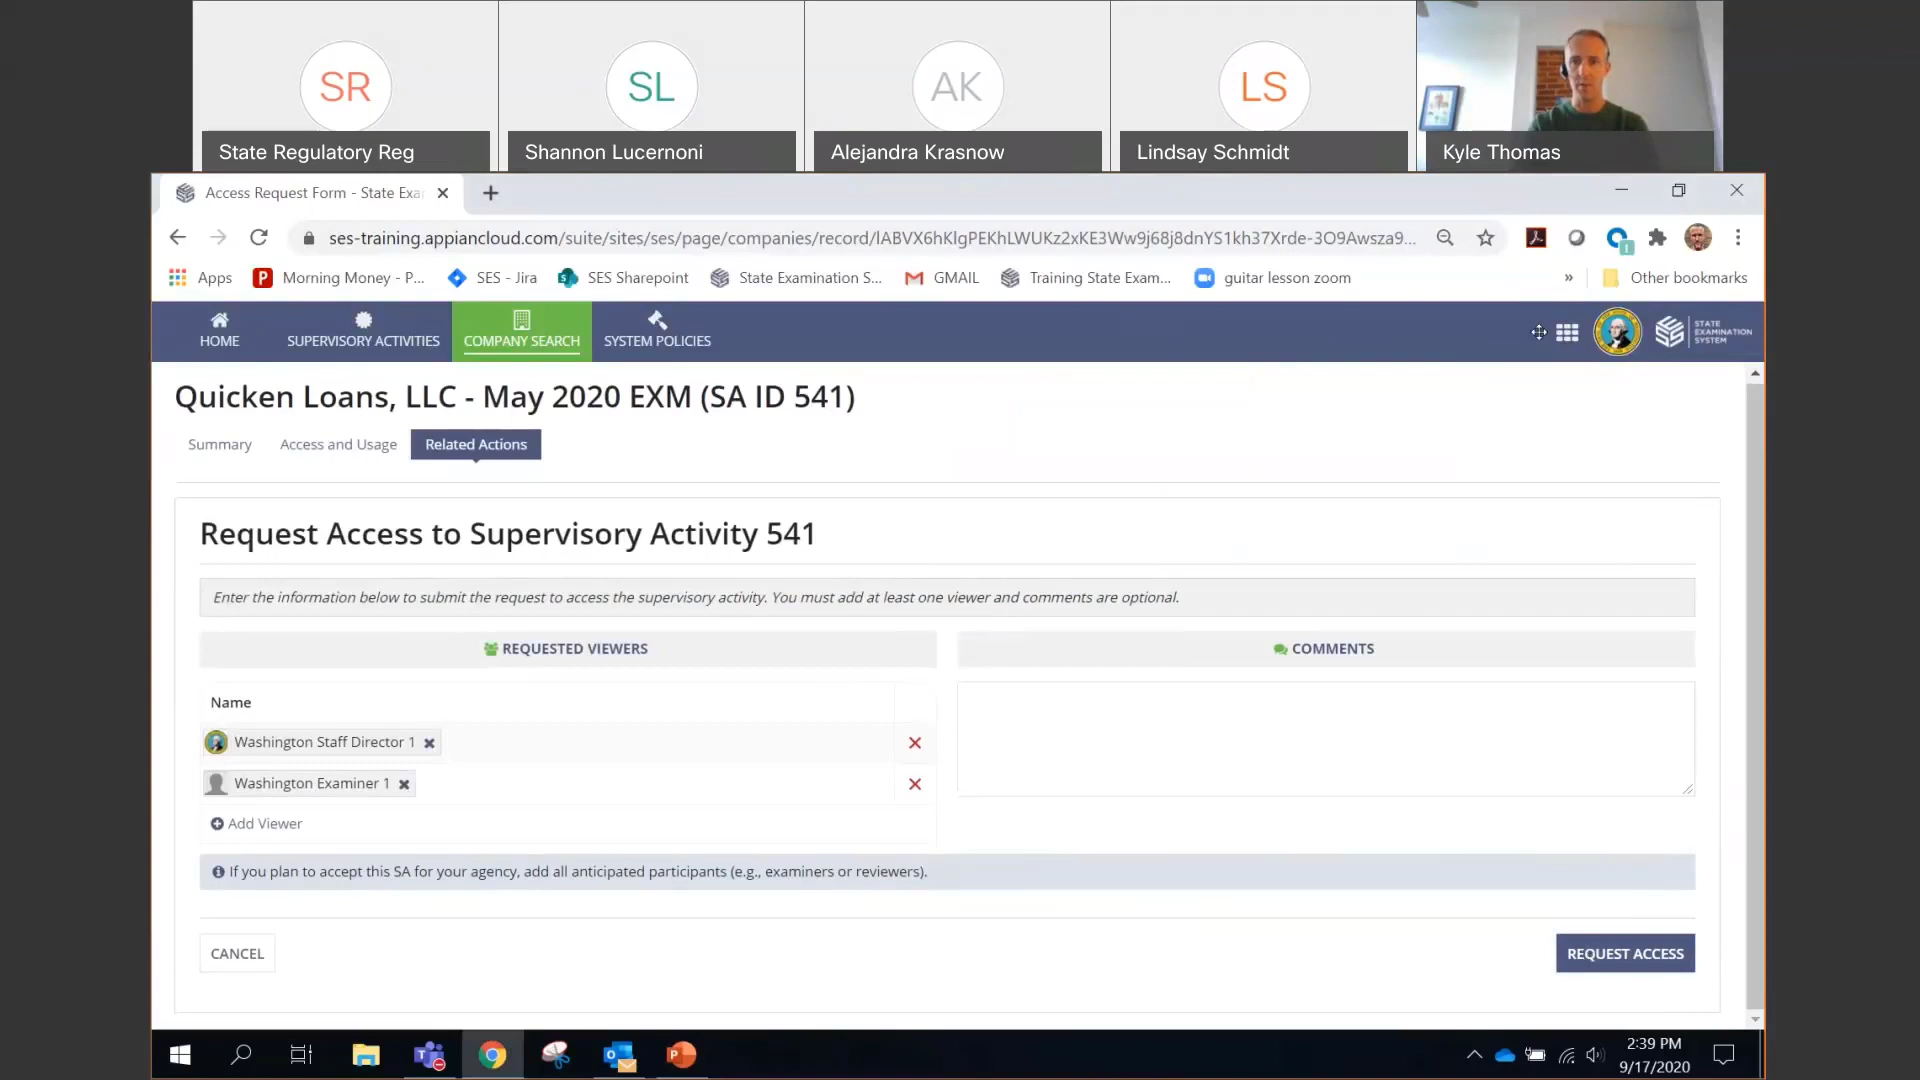 SR
SL
AK
LS
State Regulatory Reg
Shannon Lucernoni
Alejandra Krasnow
Lindsay Schmidt
Kyle Thomas
Access Request Form - State Exa
ses-training.appiancloud.com/suite/sites/ses/page/companies/record/lABVX6hKlgPEKhLWUKz2xKE3Ww9j68j8dnYS1kh37Xrde-3O9Awsza9...
Apps
Morning Money - P...
SES - Jira
SES Sharepoint
State Examination S...
GMAIL
Training State Exam...
guitar lesson zoom
»
Other bookmarks
HOME
SUPERVISORY ACTIVITIES
COMPANY SEARCH
SYSTEM POLICIES
STATE
EXAMINATION
SYSTEM
Quicken Loans, LLC - May 2020 EXM (SA ID 541)
Summary
Access and Usage
Related Actions
Request Access to Supervisory Activity 541
Enter the information below to submit the request to access the supervisory activity. You must add at least one viewer and comments are optional.
REQUESTED VIEWERS
COMMENTS
Name
Washington Staff Director 1
Washington Examiner 1
Add Viewer
If you plan to accept this SA for your agency, add all anticipated participants (e.g., examiners or reviewers).
CANCEL
REQUEST ACCESS
2:39 PM
9/17/2020